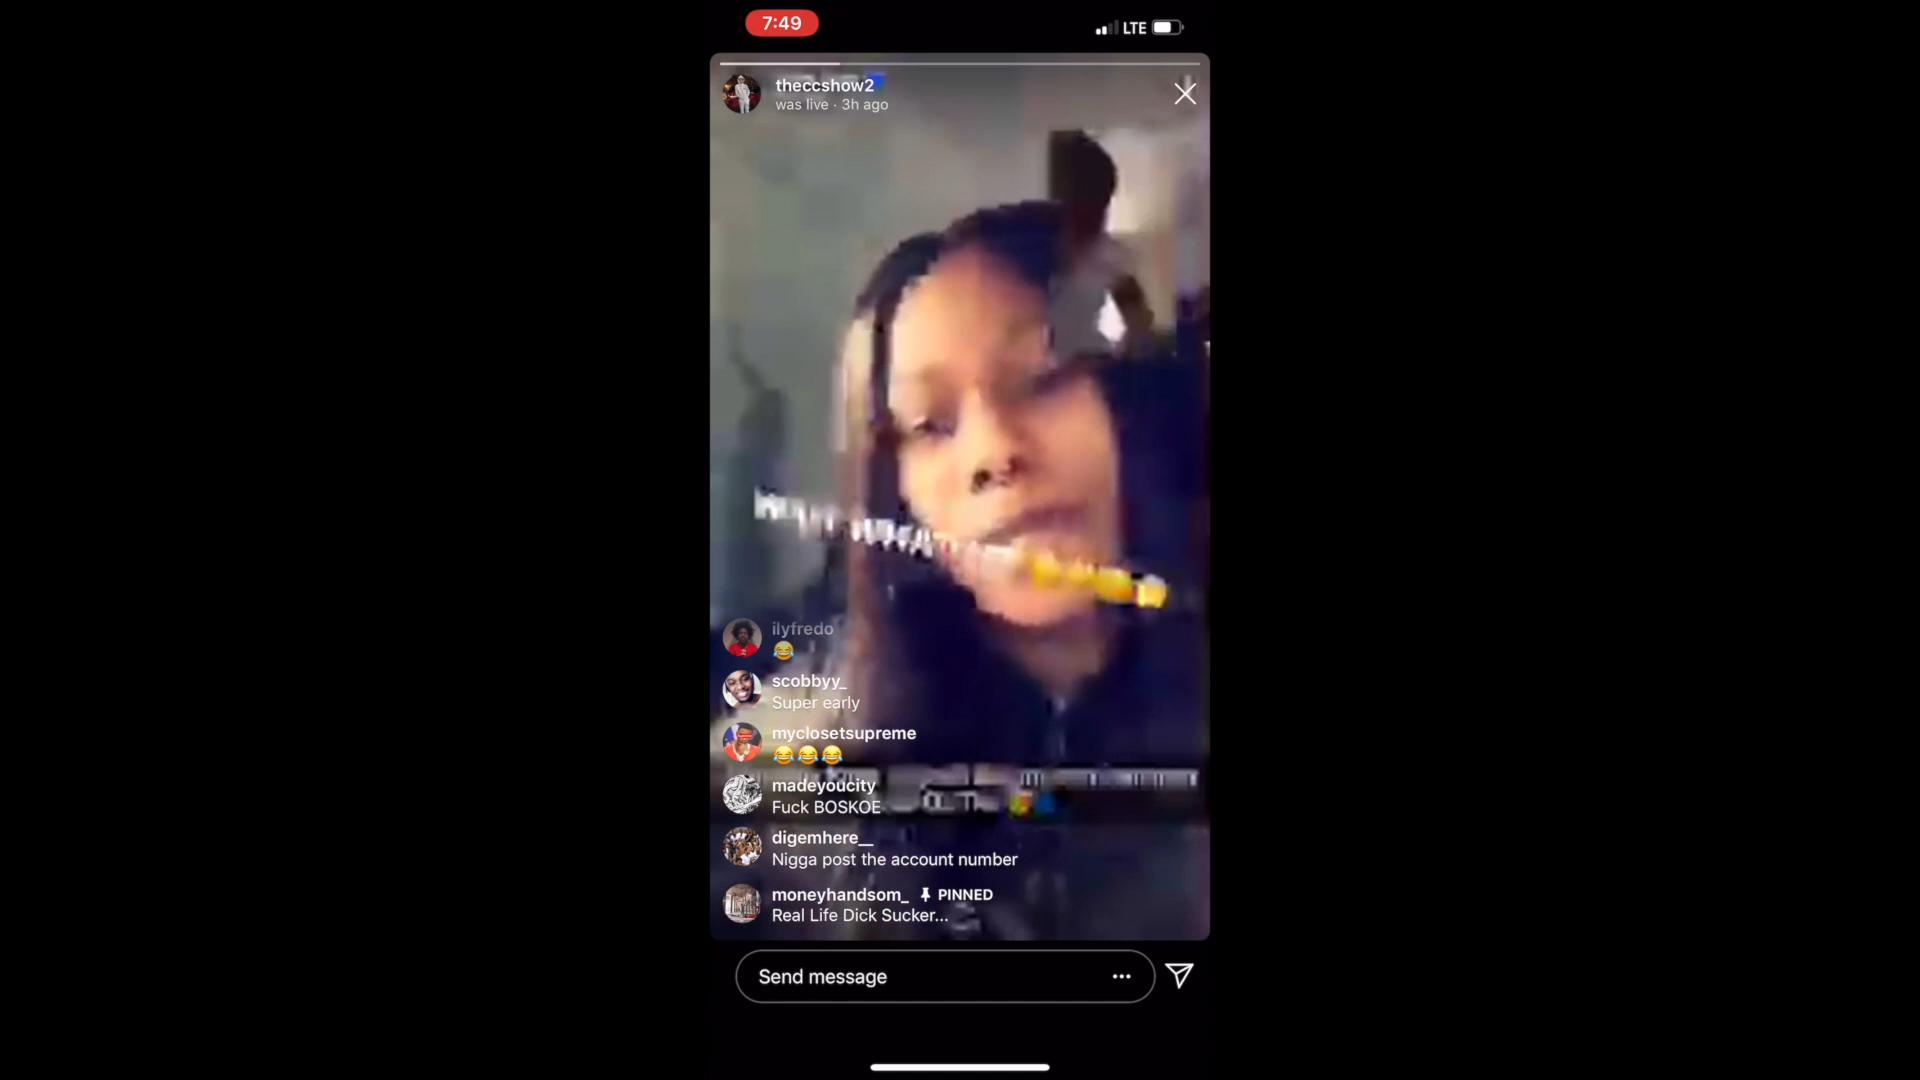 7:49
LTE
theccshow2
was live · 3h ago
ilyfredo
😂
scobbyy_
Super early
myclosetsupreme
😂😂😂
madeyoucity
Fuck BOSKOE
digemhere__
Nigga post the account number
moneyhandsom_ PINNED
Real Life Dick Sucker...
Send message